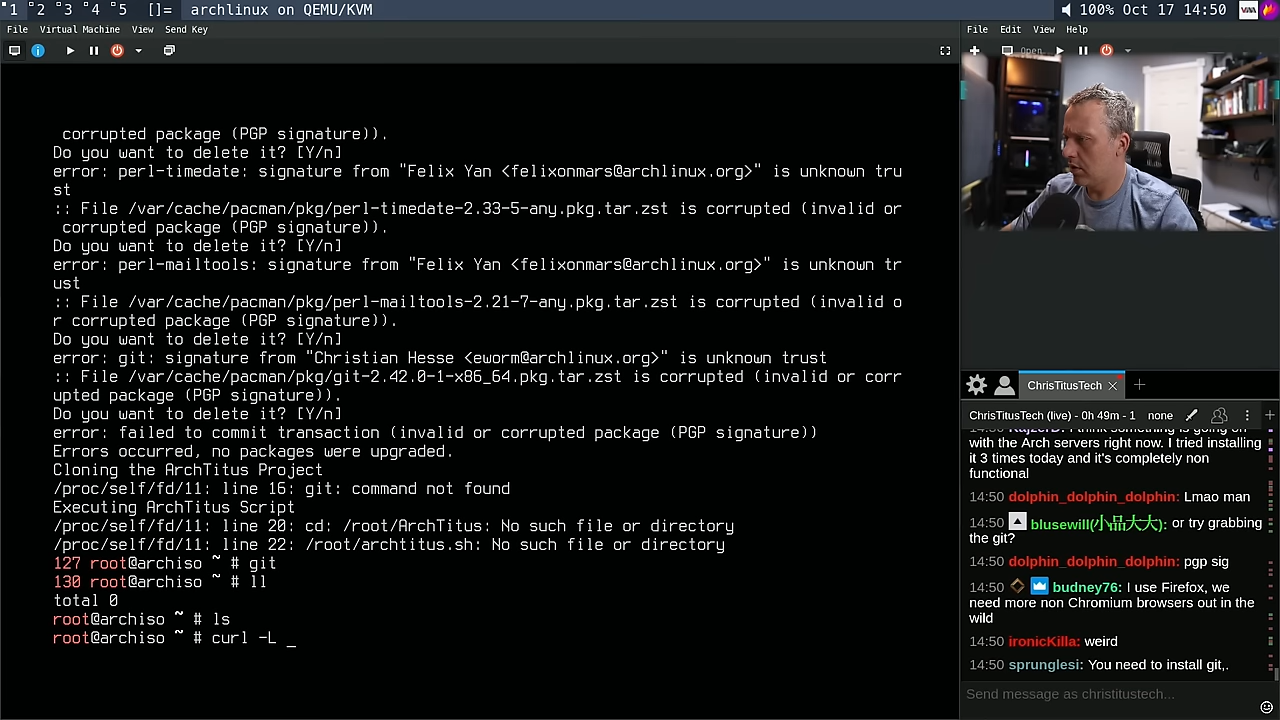 1 2 3 4 5 []= archlinux on QEMU/KVM 100% Oct 17 14:50
File Virtual Machine View Send Key
corrupted package (PGP signature)).
Do you want to delete it? [Y/n]
error: perl-timedate: signature from "Felix Yan <felixonmars@archlinux.org>" is unknown tru
st
:: File /var/cache/pacman/pkg/perl-timedate-2.33-5-any.pkg.tar.zst is corrupted (invalid or
corrupted package (PGP signature)).
Do you want to delete it? [Y/n]
error: perl-mailtools: signature from "Felix Yan <felixonmars@archlinux.org>" is unknown tr
ust
:: File /var/cache/pacman/pkg/perl-mailtools-2.21-7-any.pkg.tar.zst is corrupted (invalid o
r corrupted package (PGP signature)).
Do you want to delete it? [Y/n]
error: git: signature from "Christian Hesse <eworm@archlinux.org>" is unknown trust
:: File /var/cache/pacman/pkg/git-2.42.0-1-x86_64.pkg.tar.zst is corrupted (invalid or corr
upted package (PGP signature)).
Do you want to delete it? [Y/n]
error: failed to commit transaction (invalid or corrupted package (PGP signature))
Errors occurred, no packages were upgraded.
Cloning the ArchTitus Project
/proc/self/fd/11: line 16: git: command not found
Executing ArchTitus Script
/proc/self/fd/11: line 20: cd: /root/ArchTitus: No such file or directory
/proc/self/fd/11: line 22: /root/archtitus.sh: No such file or directory
127 root@archiso ~ # git
130 root@archiso ~ # ll
total 0
root@archiso ~ # ls
root@archiso ~ # curl -L _
File Edit View Help
Open
ChrisTitusTech
ChrisTitusTech (live) - 0h 49m - 1 none
I think something is going on
with the Arch servers right now. I tried installing
it 3 times today and it's completely non
functional
14:50 dolphin_dolphin_dolphin: Lmao man
14:50 blusewill(小品大大): or try grabbing
the git?
14:50 dolphin_dolphin_dolphin: pgp sig
14:50 budney76: I use Firefox, we
need more non Chromium browsers out in the
wild
14:50 ironicKilla: weird
14:50 sprunglesi: You need to install git,.
Send message as christitustech...